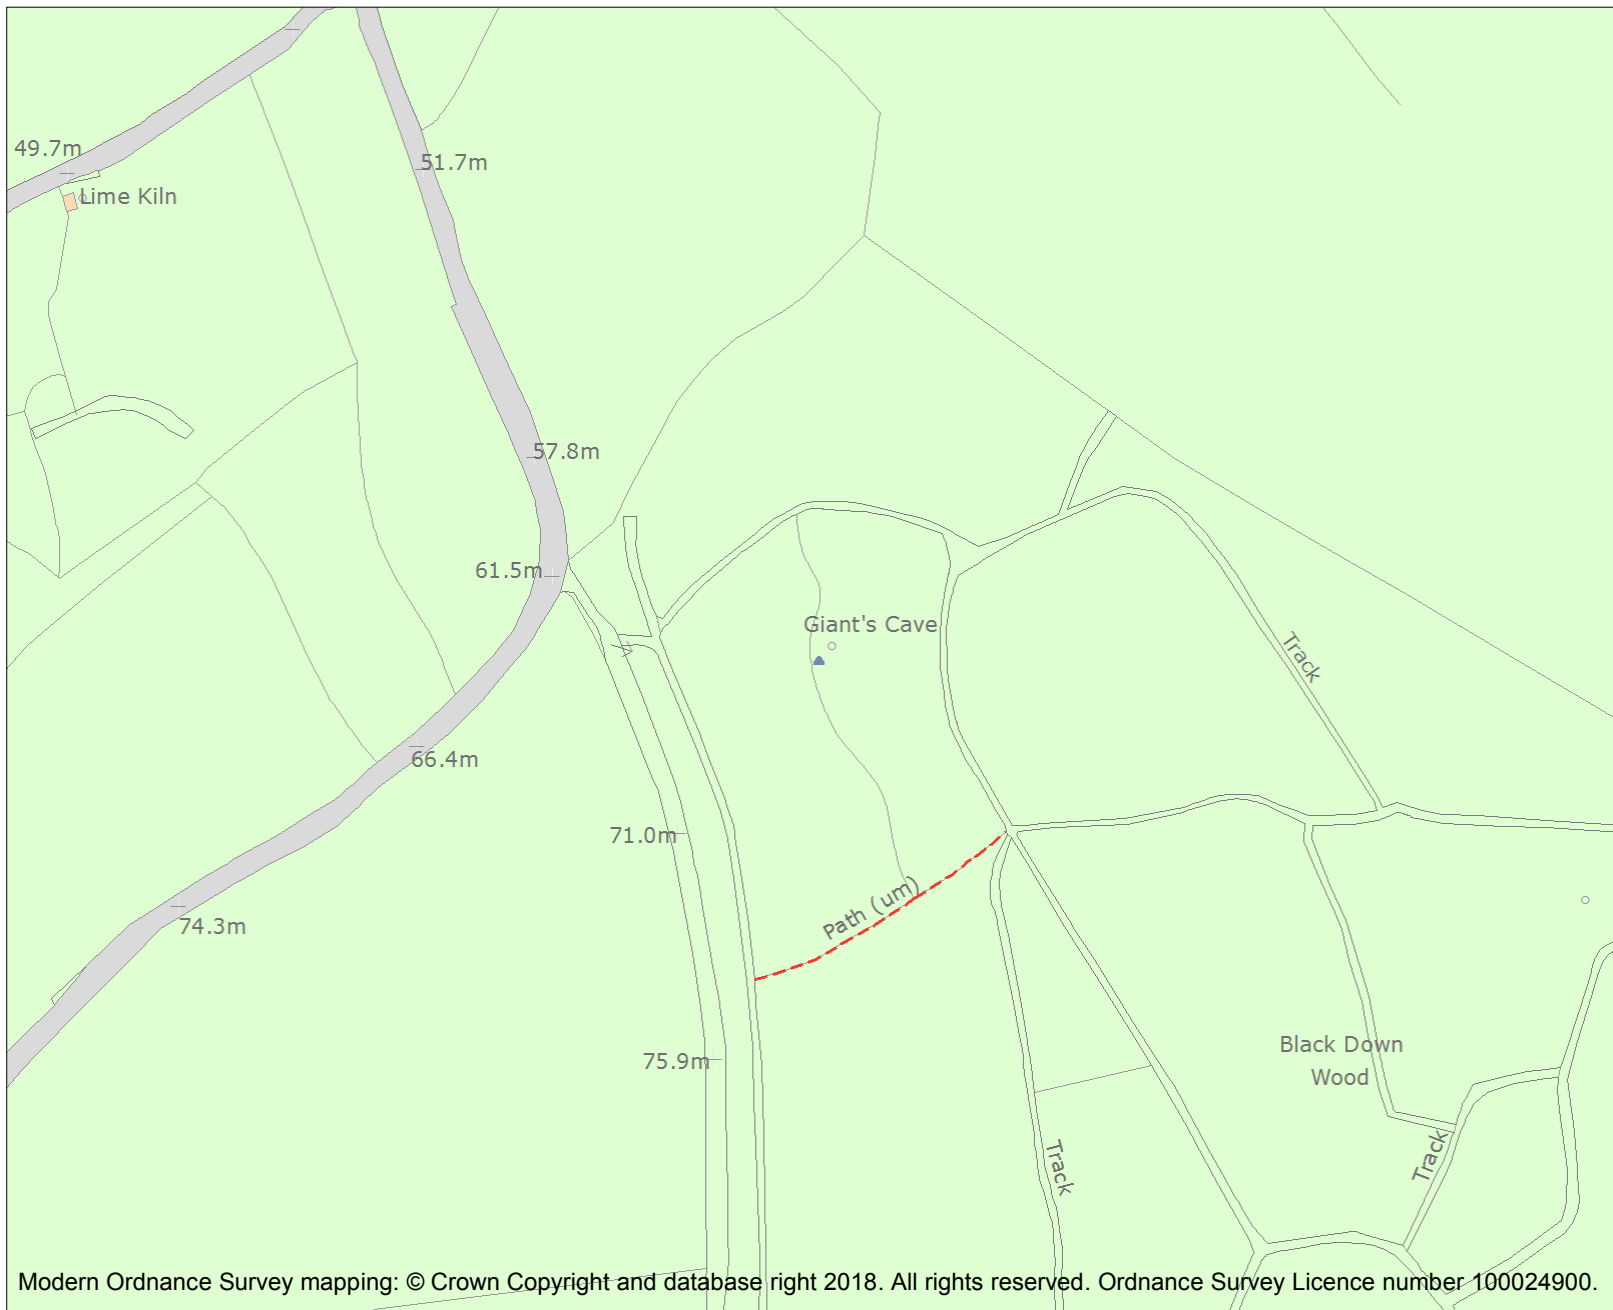 49.7m
51.7m
Lime Kiln
57.8m
61.5m
Giant's Cave
Track
66.4m
71.0m
Path (um)
74.3m
75.9m
Black Down
Wood
Track
Track
Modern Ordnance Survey mapping: © Crown Copyright and database right 2018. All rights reserved. Ordnance Survey Licence number 100024900.